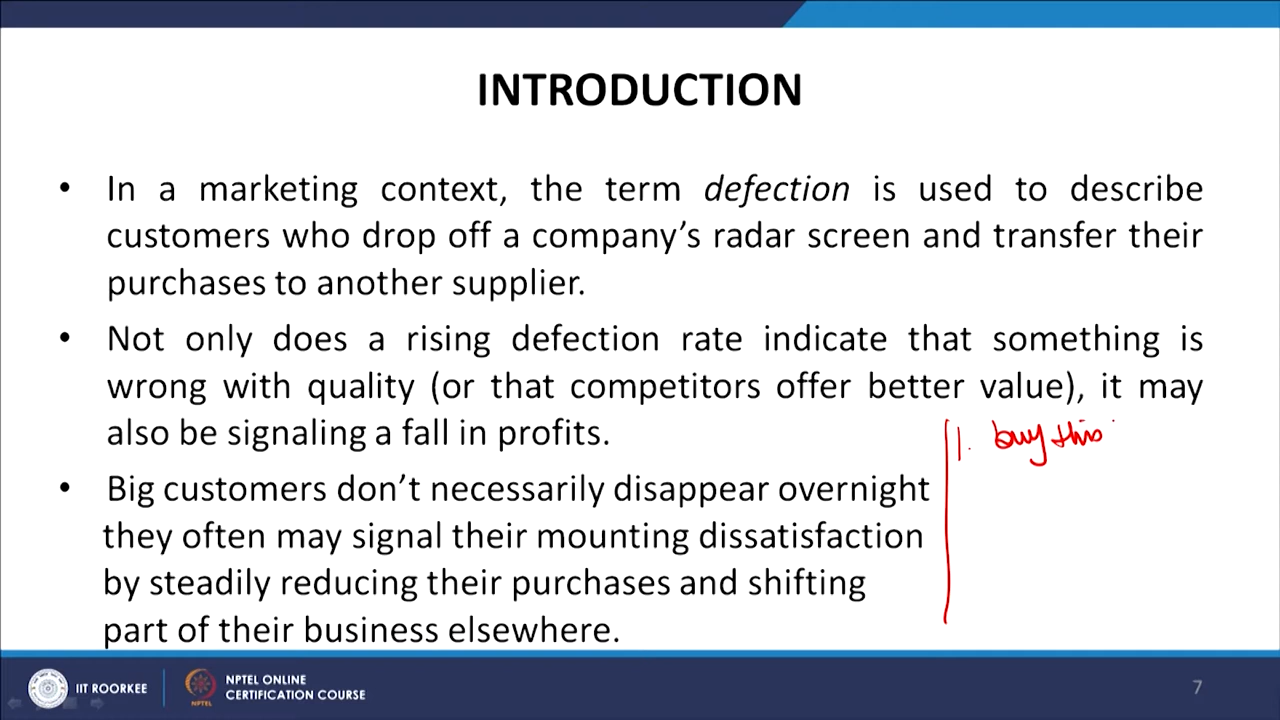 INTRODUCTION
• In a marketing context, the term defection is used to describe
customers who drop off a company's radar screen and transfer their
purchases to another supplier.
• Not only does a rising defection rate indicate that something is
wrong with quality (or that competitors offer better value), it may
also be signaling a fall in profits.
1. buy this
• Big customers don't necessarily disappear overnight
they often may signal their mounting dissatisfaction
by steadily reducing their purchases and shifting
part of their business elsewhere.
IIT ROORKEE
NPTEL
NPTEL ONLINE
CERTIFICATION COURSE
7